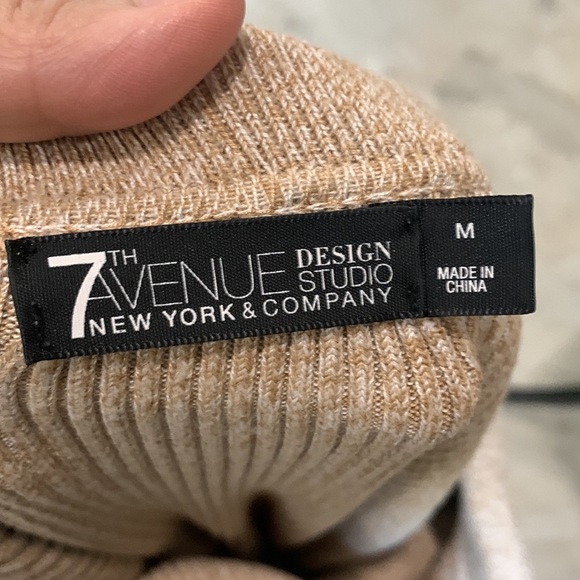 7TH AVENUE DESIGN STUDIO
NEW YORK & COMPANY
M
MADE IN
CHINA